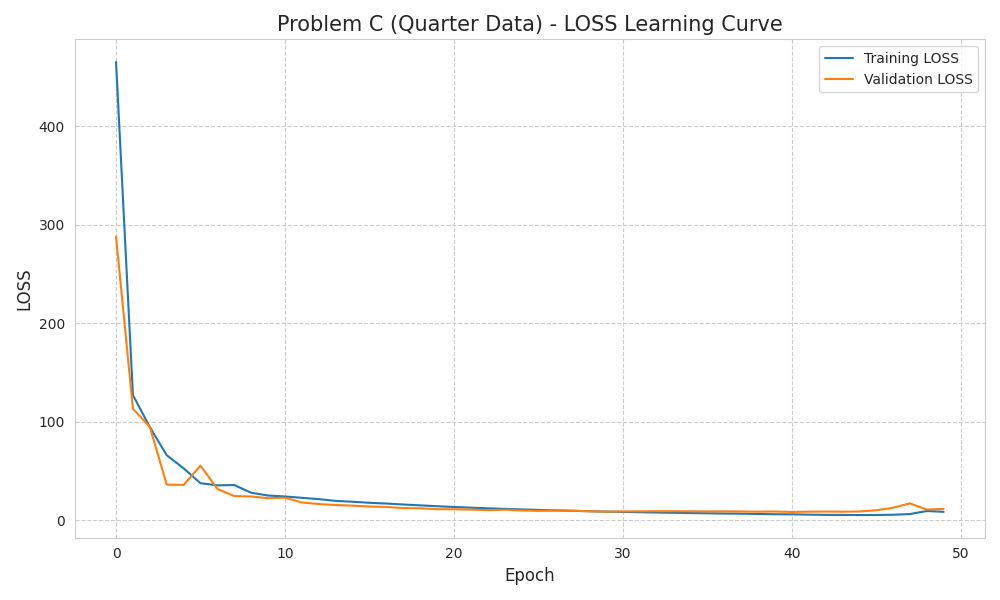 Problem C (Quarter Data) - LOSS Learning Curve
Training LOSS
Validation LOSS
LOSS
400
300
200
100
0
0 10 20 30 40 50
Epoch